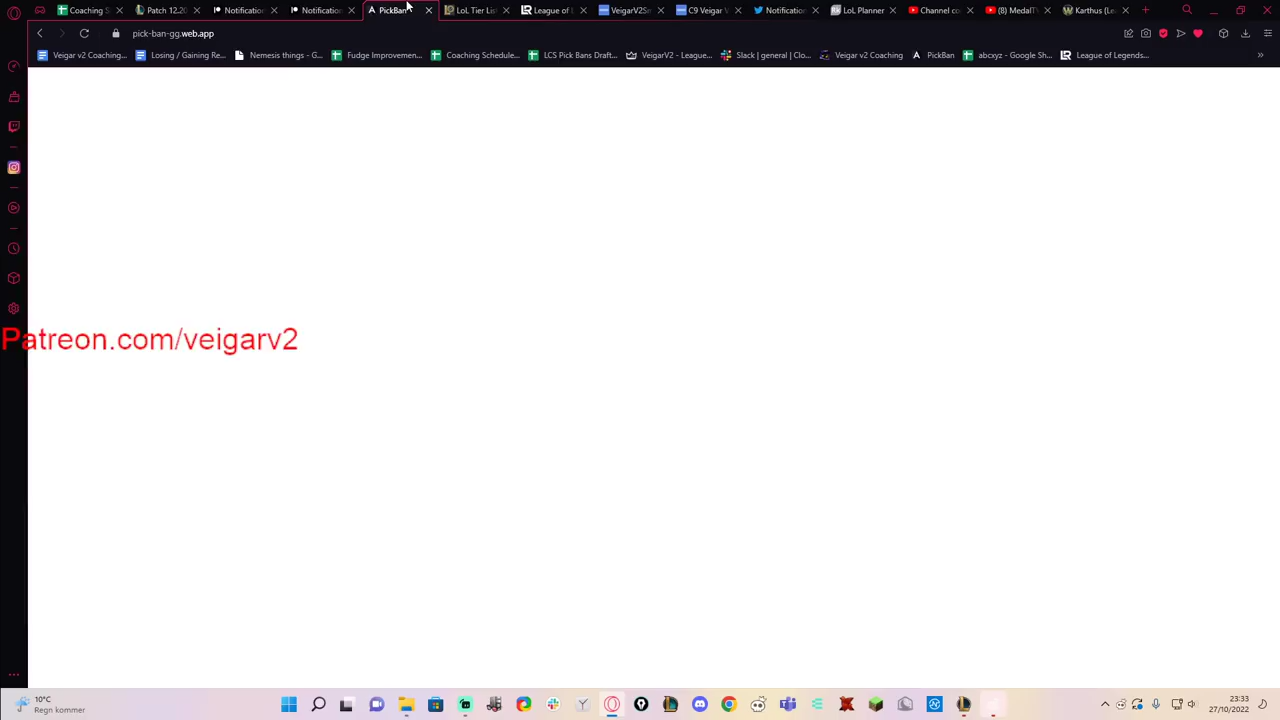 Coaching S
Patch 12.20
Notification
Notification
PickBan
LoL Tier List
League of L
VeigarV2Sm
C9 Veigar V
Notification
LoL Planner
Channel co
(8) MedalTV
Karthus (Le
pick-ban-gg.web.app
Veigar v2 Coaching...
Losing / Gaining Re...
Nemesis things - G...
Fudge Improvemen...
Coaching Schedule...
LCS Pick Bans Draft...
VeigarV2 - League...
Slack | general | Clo...
Veigar v2 Coaching
PickBan
abcxyz - Google Sh...
League of Legends...
Patreon.com/veigarv2
10°C
Regn kommer
23:33
27/10/2022